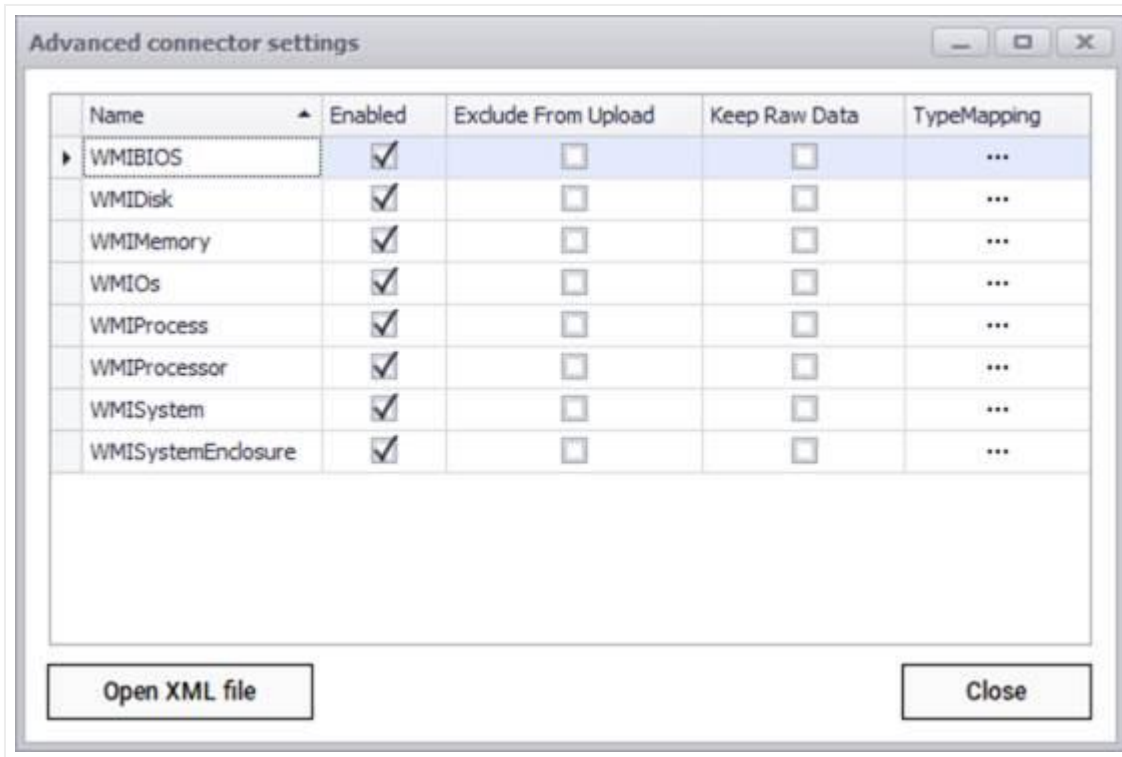 Advanced connector settings
Name Enabled Exclude From Upload Keep Raw Data TypeMapping
WMIBIOS ...
WMIDisk ...
WMIMemory ...
WMIOs ...
WMIProcess ...
WMIProcessor ...
WMISystem ...
WMISystemEnclosure ...
Open XML file Close